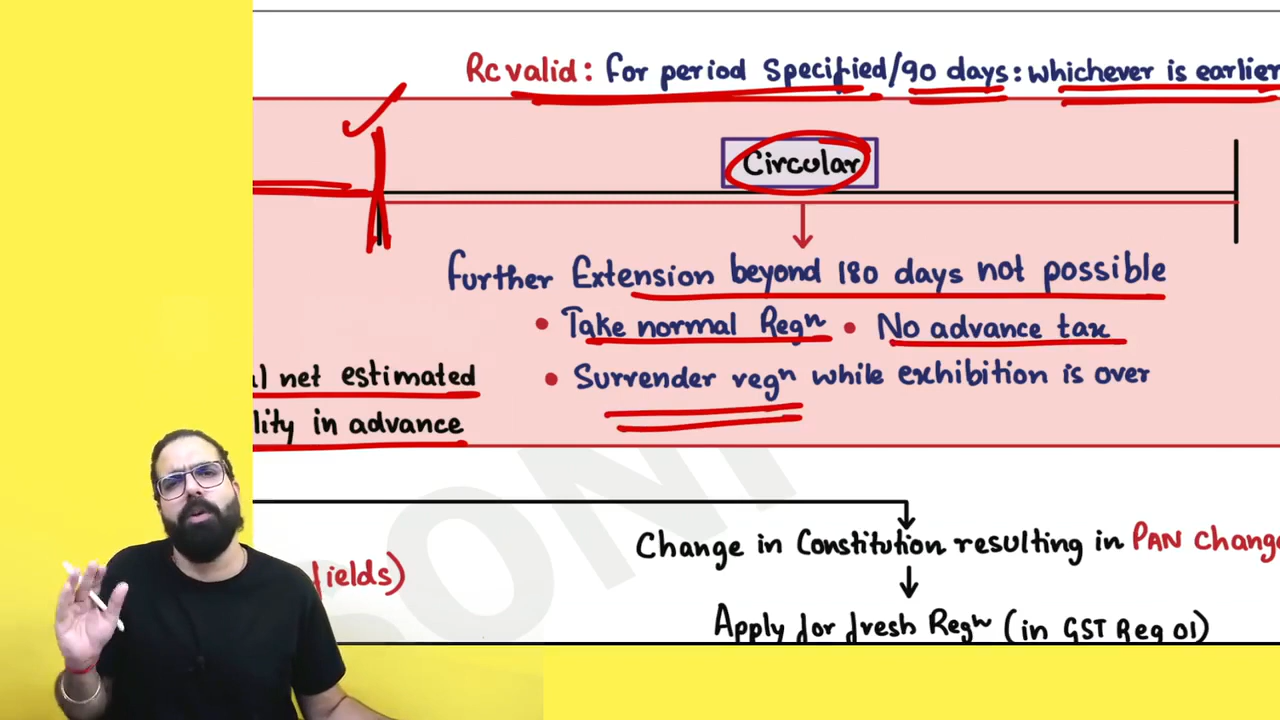 Rc valid: for period Specified/90 days: whichever is earlier
Circular
further Extension beyond 180 days not possible
• Take normal Regn • No advance tax
net estimated
• Surrender regn while exhibition is over
lity in advance
SONI
Change in Constitution resulting in PAN Change
ields)
Apply for fresh Regn (in GST Reg 01)